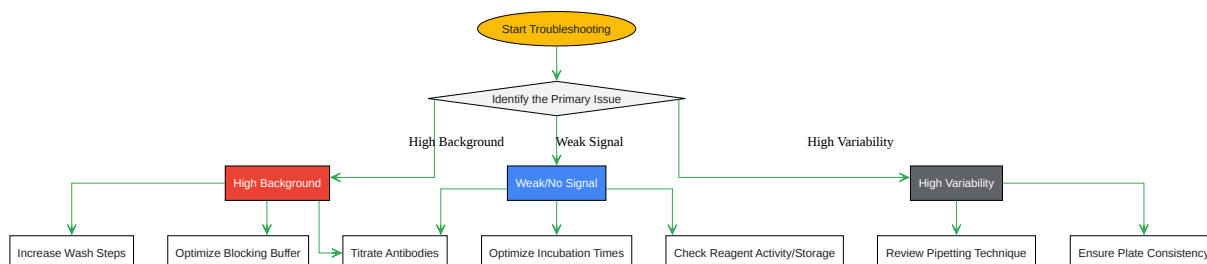 Start Troubleshooting
Identify the Primary Issue
High Background
Weak Signal
High Variability
High Background
Weak/No Signal
High Variability
Increase Wash Steps
Optimize Blocking Buffer
Titrate Antibodies
Optimize Incubation Times
Check Reagent Activity/Storage
Review Pipetting Technique
Ensure Plate Consistency